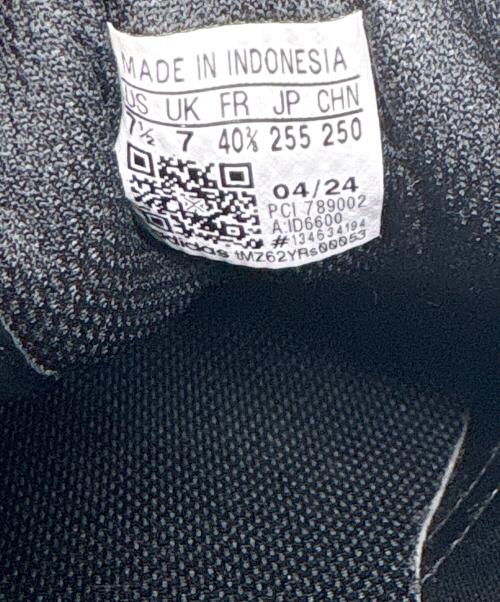 MADE IN INDONESIA
US UK FR JP CHN
7½ 7 40⅔ 255 250
04/24
PCI 789002
A:ID6600
#134634194
adidas tMZ62YRs00053